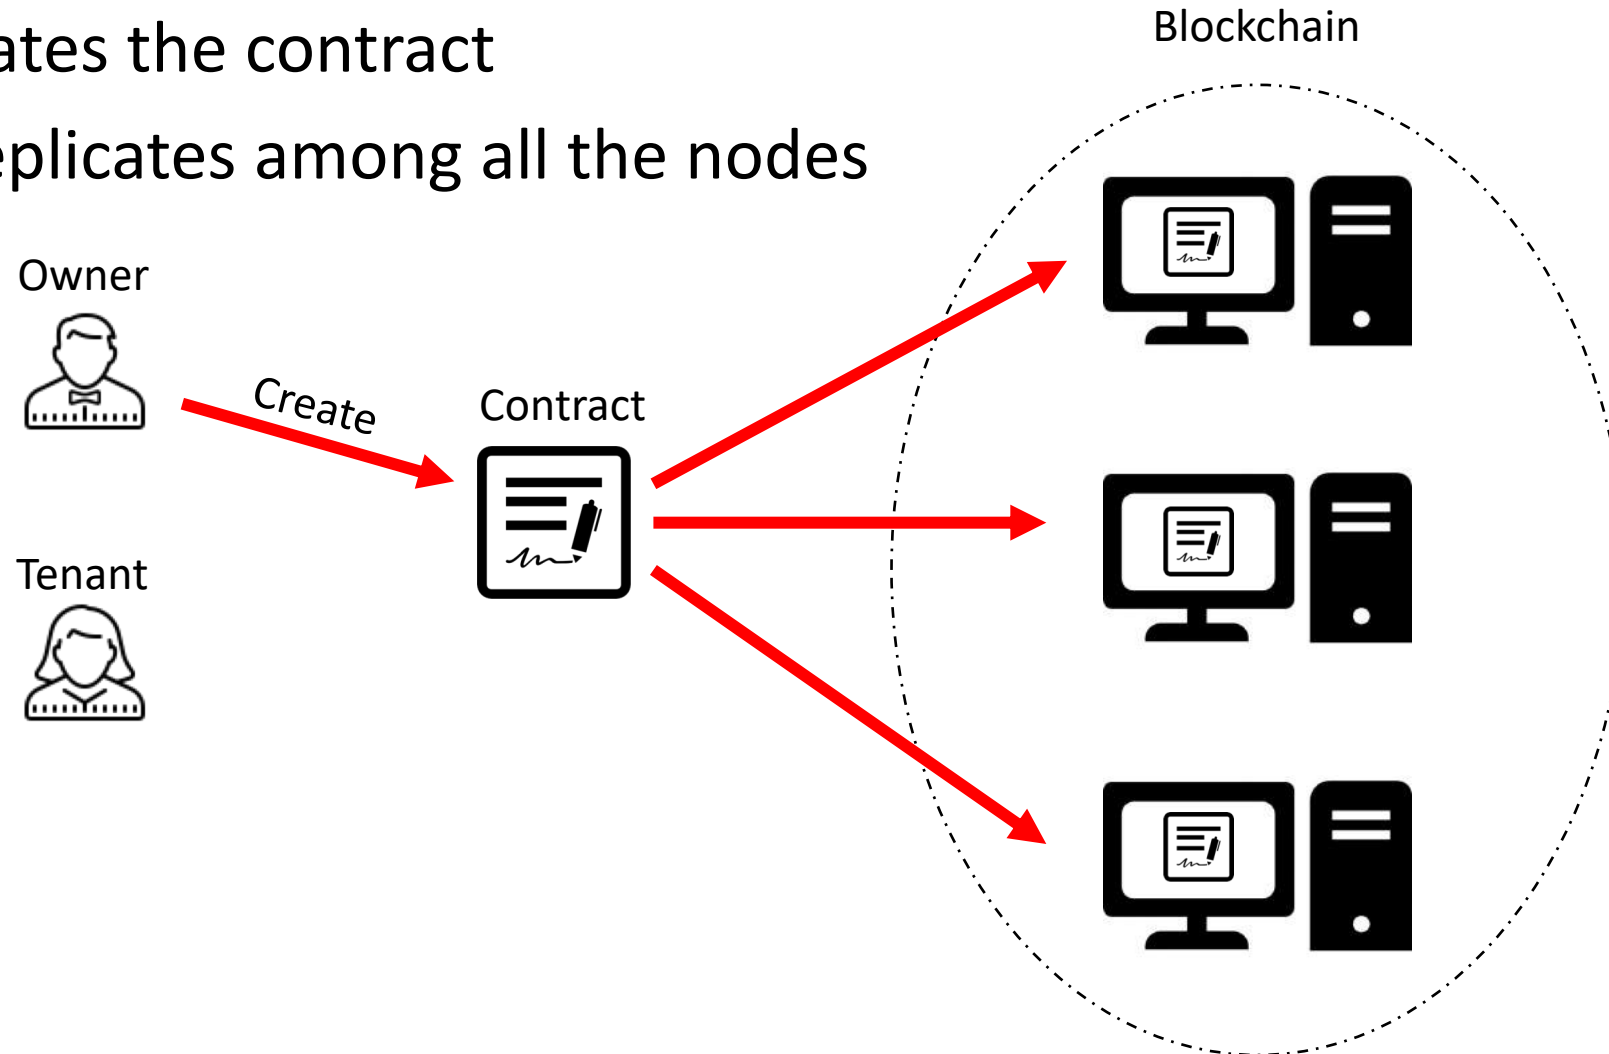 ates the contract
eplicates among all the nodes
Blockchain
Owner
Create
Contract
Tenant